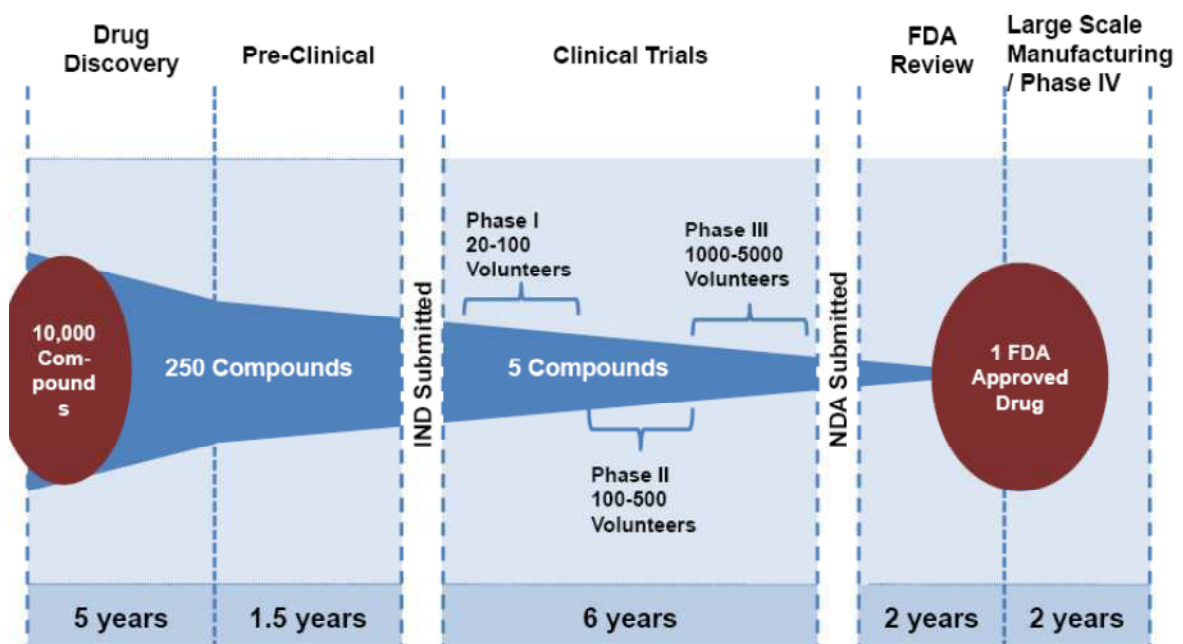 Drug
Discovery
Pre-Clinical
Clinical Trials
FDA
Review
Large Scale
Manufacturing
/ Phase IV
10,000
Com-
pound
s
250 Compounds
IND Submitted
Phase I
20-100
Volunteers
5 Compounds
Phase II
100-500
Volunteers
Phase III
1000-5000
Volunteers
NDA Submitted
1 FDA
Approved
Drug
5 years
1.5 years
6 years
2 years
2 years